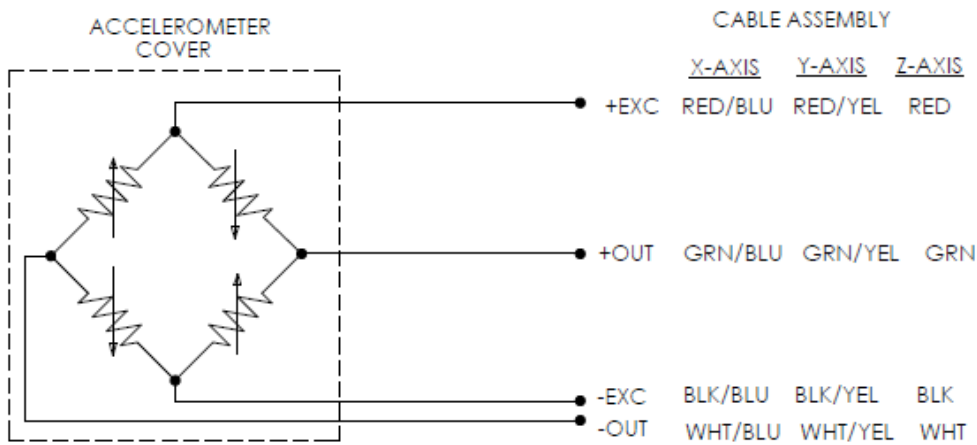 ACCELEROMETER
COVER
CABLE ASSEMBLY
X-AXIS Y-AXIS Z-AXIS
+EXC RED/BLU RED/YEL RED
+OUT GRN/BLU GRN/YEL GRN
-EXC BLK/BLU BLK/YEL BLK
-OUT WHT/BLU WHT/YEL WHT